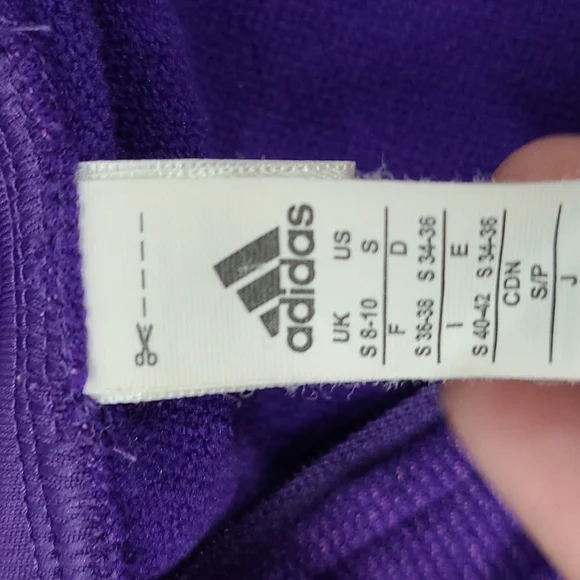 adidas
UK US
S 8-10 S
F D
S 36-38 S 34-36
I E
S 40-42 S 34-36
CDN
S/P
J